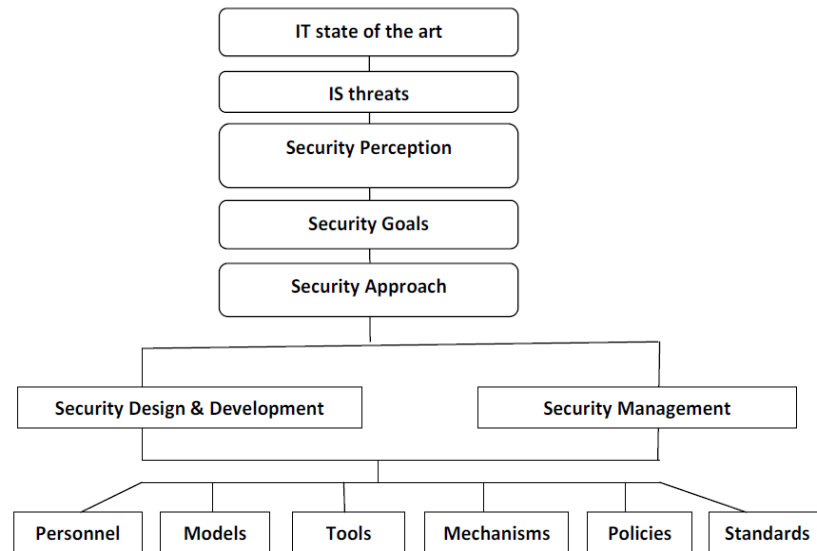 IT state of the art
IS threats
Security Perception
Security Goals
Security Approach
Security Design & Development
Security Management
Personnel
Models
Tools
Mechanisms
Policies
Standards